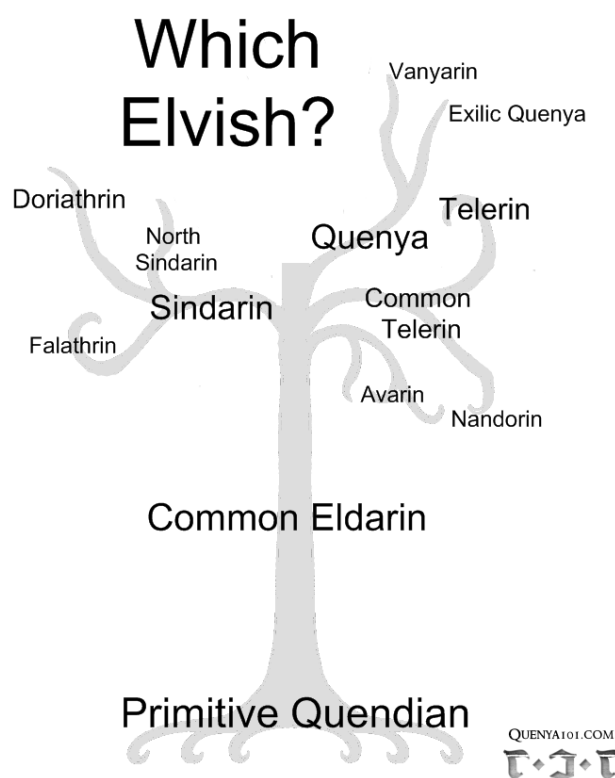 Which
Elvish?
Vanyarin
Exilic Quenya
Doriathrin
Telerin
North
Sindarin
Quenya
Sindarin
Common
Telerin
Falathrin
Avarin
Nandorin
Common Eldarin
Primitive Quendian
QUENYA101.COM